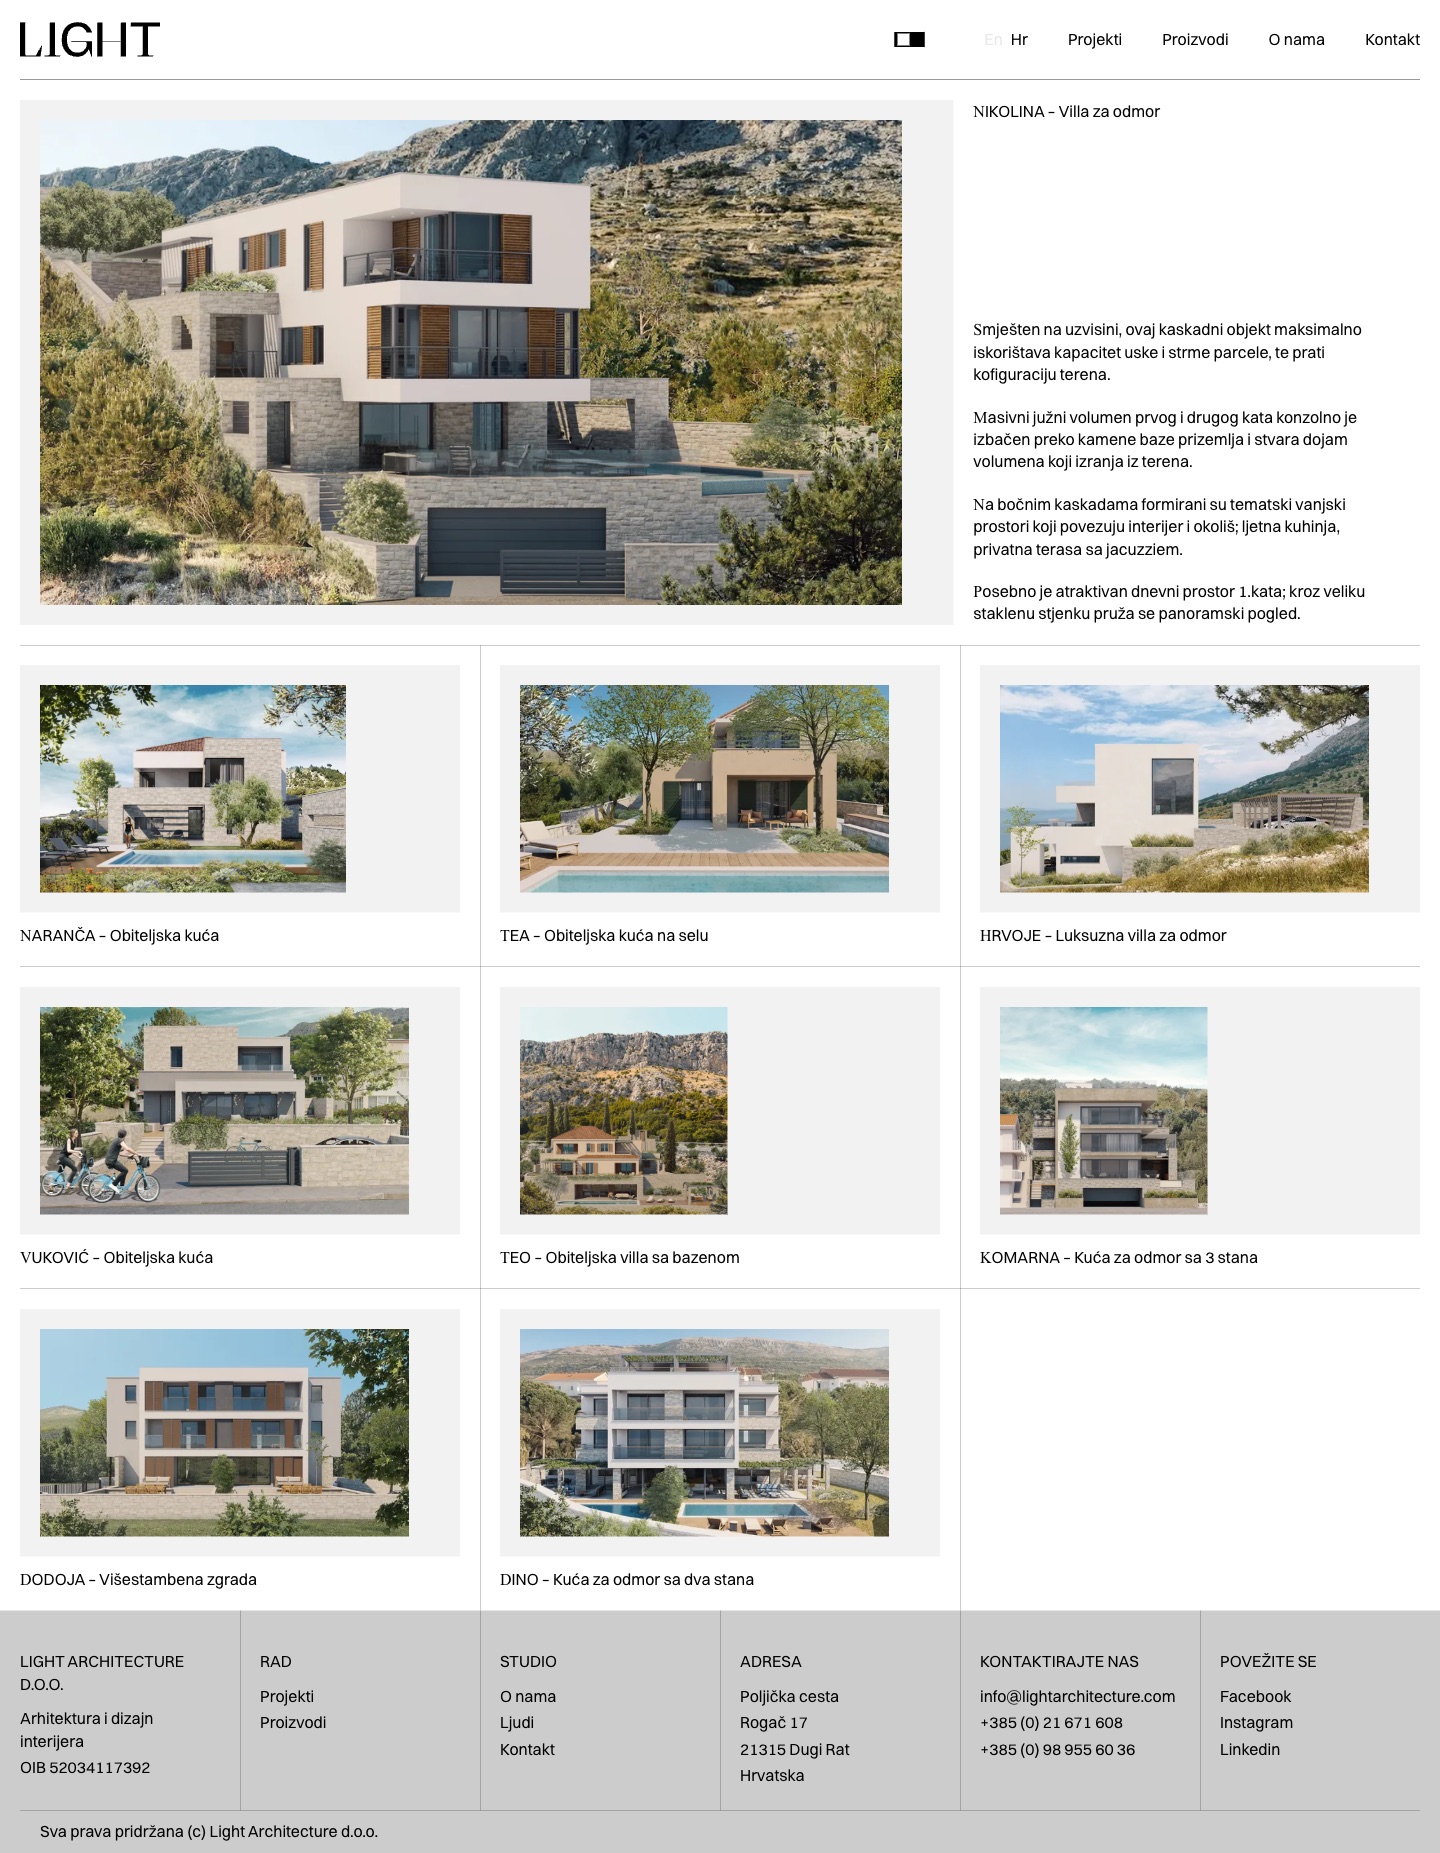 LIGHT
En Hr Projekti Proizvodi O nama Kontakt
NIKOLINA – Villa za odmor
Smješten na uzvisini, ovaj kaskadni objekt maksimalno
iskorištava kapacitet uske i strme parcele, te prati
kofiguraciju terena.
Masivni južni volumen prvog i drugog kata konzolno je
izbačen preko kamene baze prizemlja i stvara dojam
volumena koji izranja iz terena.
Na bočnim kaskadama formirani su tematski vanjski
prostori koji povezuju interijer i okoliš; ljetna kuhinja,
privatna terasa sa jacuzziem.
Posebno je atraktivan dnevni prostor 1.kata; kroz veliku
staklenu stjenku pruža se panoramski pogled.
NARANČA – Obiteljska kuća
TEA – Obiteljska kuća na selu
HRVOJE – Luksuzna villa za odmor
VUKOVIĆ – Obiteljska kuća
TEO – Obiteljska villa sa bazenom
KOMARNA – Kuća za odmor sa 3 stana
DODOJA – Višestambena zgrada
DINO – Kuća za odmor sa dva stana
LIGHT ARCHITECTURE
D.O.O.
Arhitektura i dizajn
interijera
OIB 52034117392
RAD
Projekti
Proizvodi
STUDIO
O nama
Ljudi
Kontakt
ADRESA
Poljička cesta
Rogač 17
21315 Dugi Rat
Hrvatska
KONTAKTIRAJTE NAS
info@lightarchitecture.com
+385 (0) 21 671 608
+385 (0) 98 955 60 36
POVEŽITE SE
Facebook
Instagram
Linkedin
Sva prava pridržana (c) Light Architecture d.o.o.